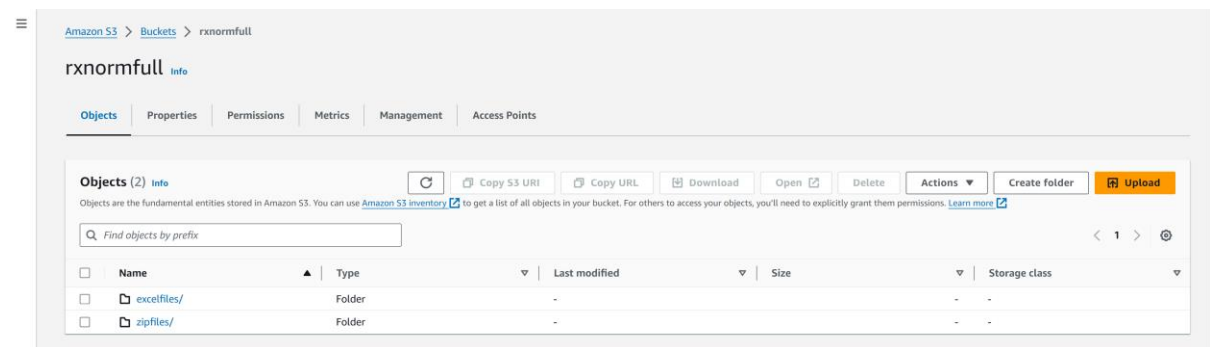 Amazon S3 > Buckets > rxnormfull
rxnormfull Info
Objects Properties Permissions Metrics Management Access Points
Objects (2) Info Copy S3 URI Copy URL Download Open Delete Actions Create folder Upload
Objects are the fundamental entities stored in Amazon S3. You can use Amazon S3 inventory to get a list of all objects in your bucket. For others to access your objects, you'll need to explicitly grant them permissions. Learn more
Find objects by prefix < 1 >
Name Type Last modified Size Storage class
excelfiles/ Folder - - -
zipfiles/ Folder - - -